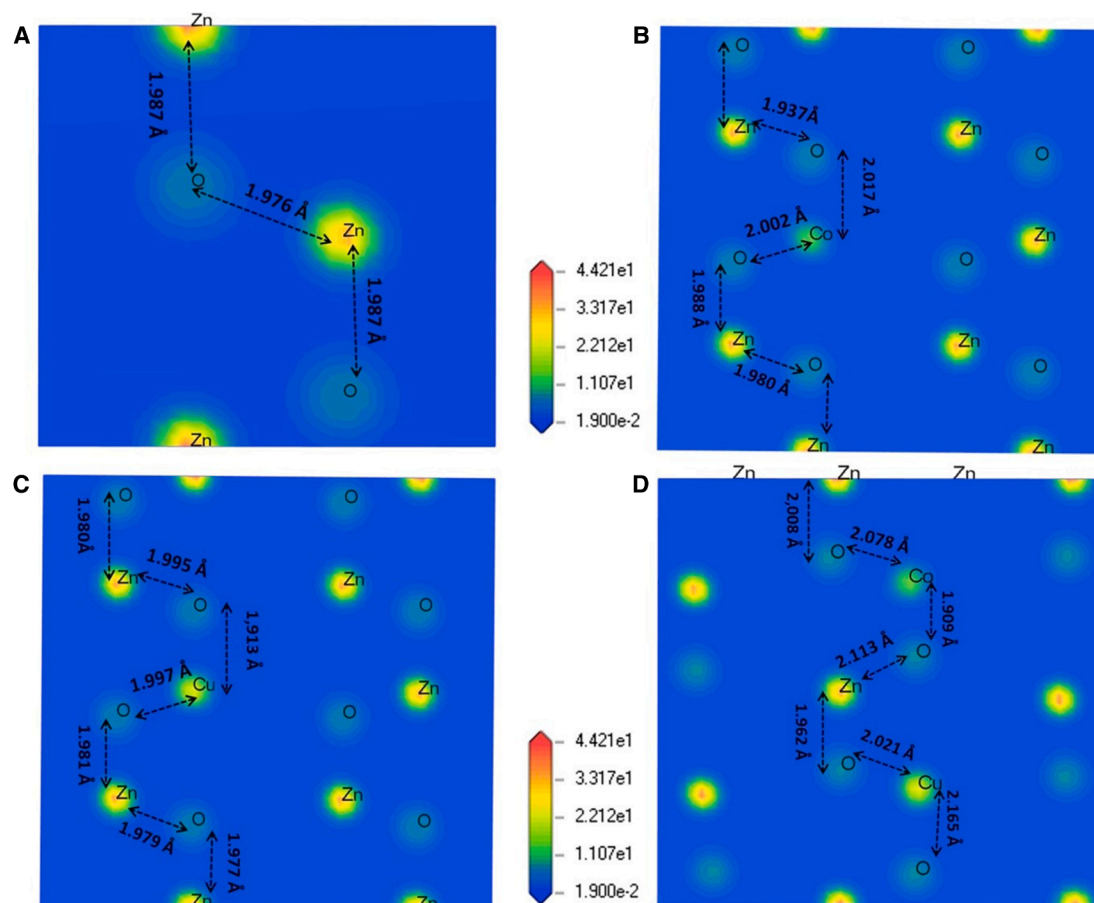 A
Zn
1.987 Å
O
1.976 Å
Zn
1.987 Å
O
Zn
4.421e1
3.317e1
2.212e1
1.107e1
1.900e-2
B
O
O
Zn
1.937Å
Zn
O
O
2.017Å
2.002 Å
Co
Zn
O
O
1.988 Å
Zn
Zn
1.980 Å
O
O
Zn
Zn
C
O
O
1.980Å
1.995 Å
Zn
Zn
O
O
1,913 Å
1.997 Å
Cu
Zn
O
O
1.981 Å
Zn
Zn
1.979 Å
O
O
1.977 Å
Zn
Zn
4.421e1
3.317e1
2.212e1
1.107e1
1.900e-2
D
Zn
Zn
Zn
2,008 Å
2.078 Å
O
Co
1.909 Å
2.113 Å
O
Zn
1.962 Å
2.021 Å
O
Cu
2.165 Å
O